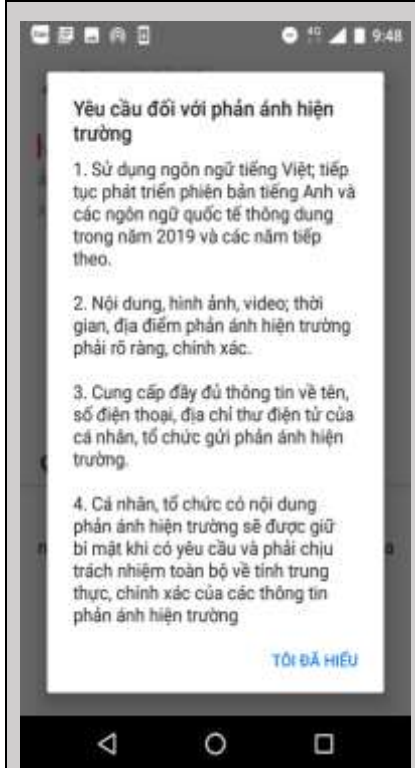 4G 9:48
Yêu cầu đối với phản ánh hiện
trường
1. Sử dụng ngôn ngữ tiếng Việt; tiếp
tục phát triển phiên bản tiếng Anh và
các ngôn ngữ quốc tế thông dụng
trong năm 2019 và các năm tiếp
theo.
2. Nội dung, hình ảnh, video; thời
gian, địa điểm phản ánh hiện trường
phải rõ ràng, chính xác.
3. Cung cấp đầy đủ thông tin về tên,
số điện thoại, địa chỉ thư điện tử của
cá nhân, tổ chức gửi phản ánh hiện
trường.
4. Cá nhân, tổ chức có nội dung
phản ánh hiện trường sẽ được giữ
bí mật khi có yêu cầu và phải chịu
trách nhiệm toàn bộ về tính trung
thực, chính xác của các thông tin
phản ánh hiện trường
TÔI ĐÃ HIỂU